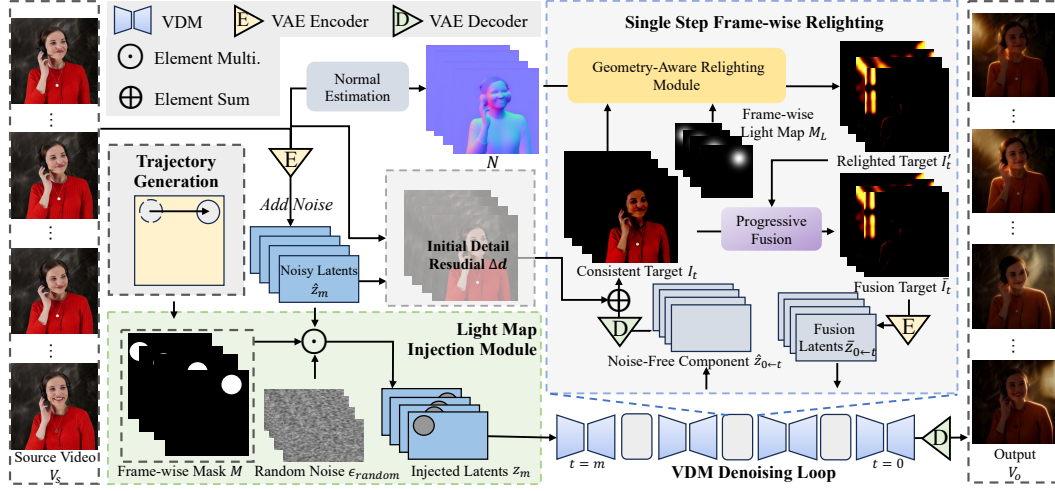 VDM
E
VAE Encoder
D
VAE Decoder
Element Multi.
Element Sum
Normal
Estimation
N
Single Step Frame-wise Relighting
Geometry-Aware Relighting
Module
Frame-wise
Light Map M_L
Relighted Target I'_t
Progressive
Fusion
Consistent Target I_t
Fusion Target Ī_t
D
Noise-Free Component ẑ_{0←t}
Fusion
Latents z̄_{0←t}
E
Trajectory
Generation
E
Add Noise
Noisy Latents
ẑ_m
Initial Detail
Resudial Δd
Light Map
Injection Module
Frame-wise Mask M
Random Noise ϵ_{random}
Injected Latents z_m
t = m
t = 0
VDM Denoising Loop
D
Source Video
V_s
Output
V_o